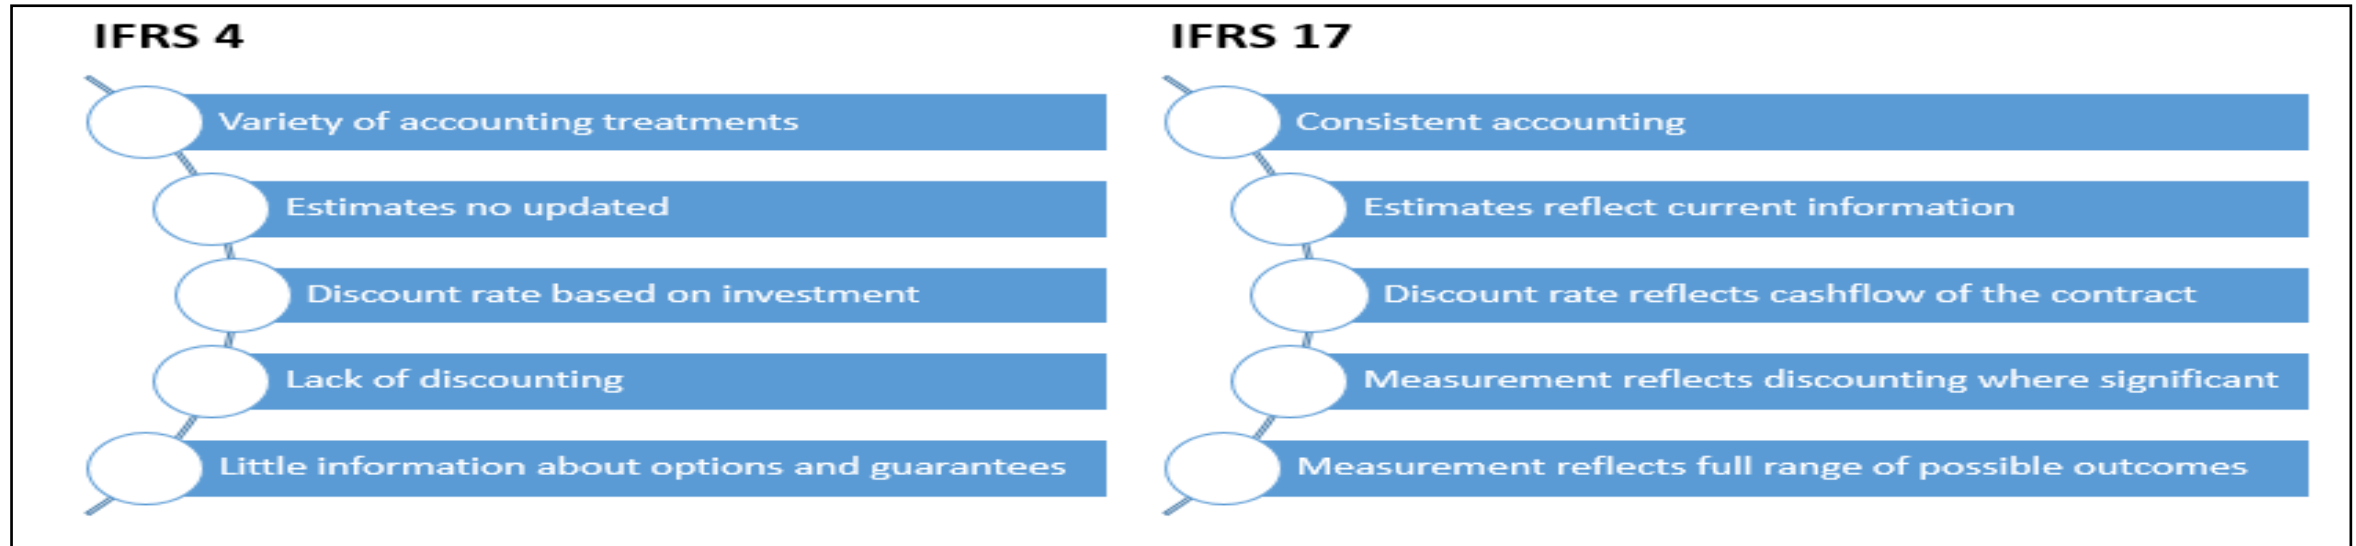 IFRS 4
Variety of accounting treatments
Estimates no updated
Discount rate based on investment
Lack of discounting
Little information about options and guarantees
IFRS 17
Consistent accounting
Estimates reflect current information
Discount rate reflects cashflow of the contract
Measurement reflects discounting where significant
Measurement reflects full range of possible outcomes